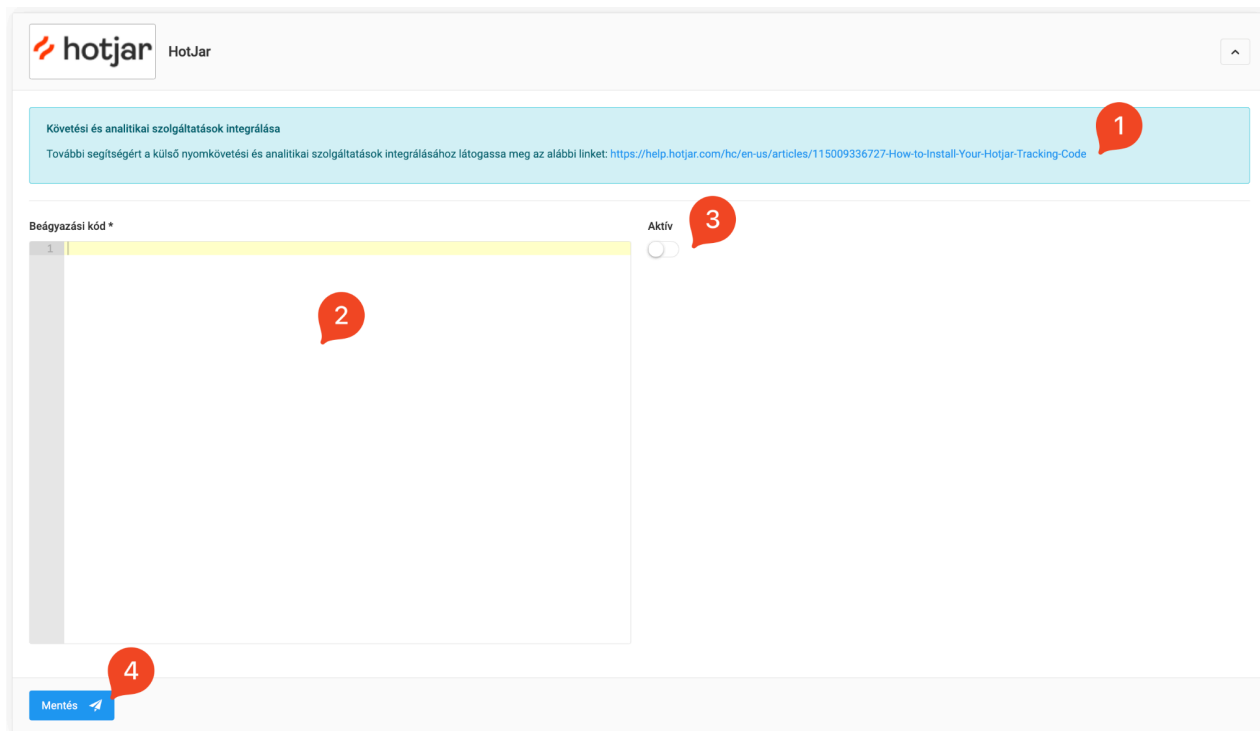 hotjar HotJar
Követési és analitikai szolgáltatások integrálása
1
További segítségért a külső nyomkövetési és analitikai szolgáltatások integrálásához látogassa meg az alábbi linket: https://help.hotjar.com/hc/en-us/articles/115009336727-How-to-Install-Your-Hotjar-Tracking-Code
Beágyazási kód *
Aktív
3
1
2
4
Mentés